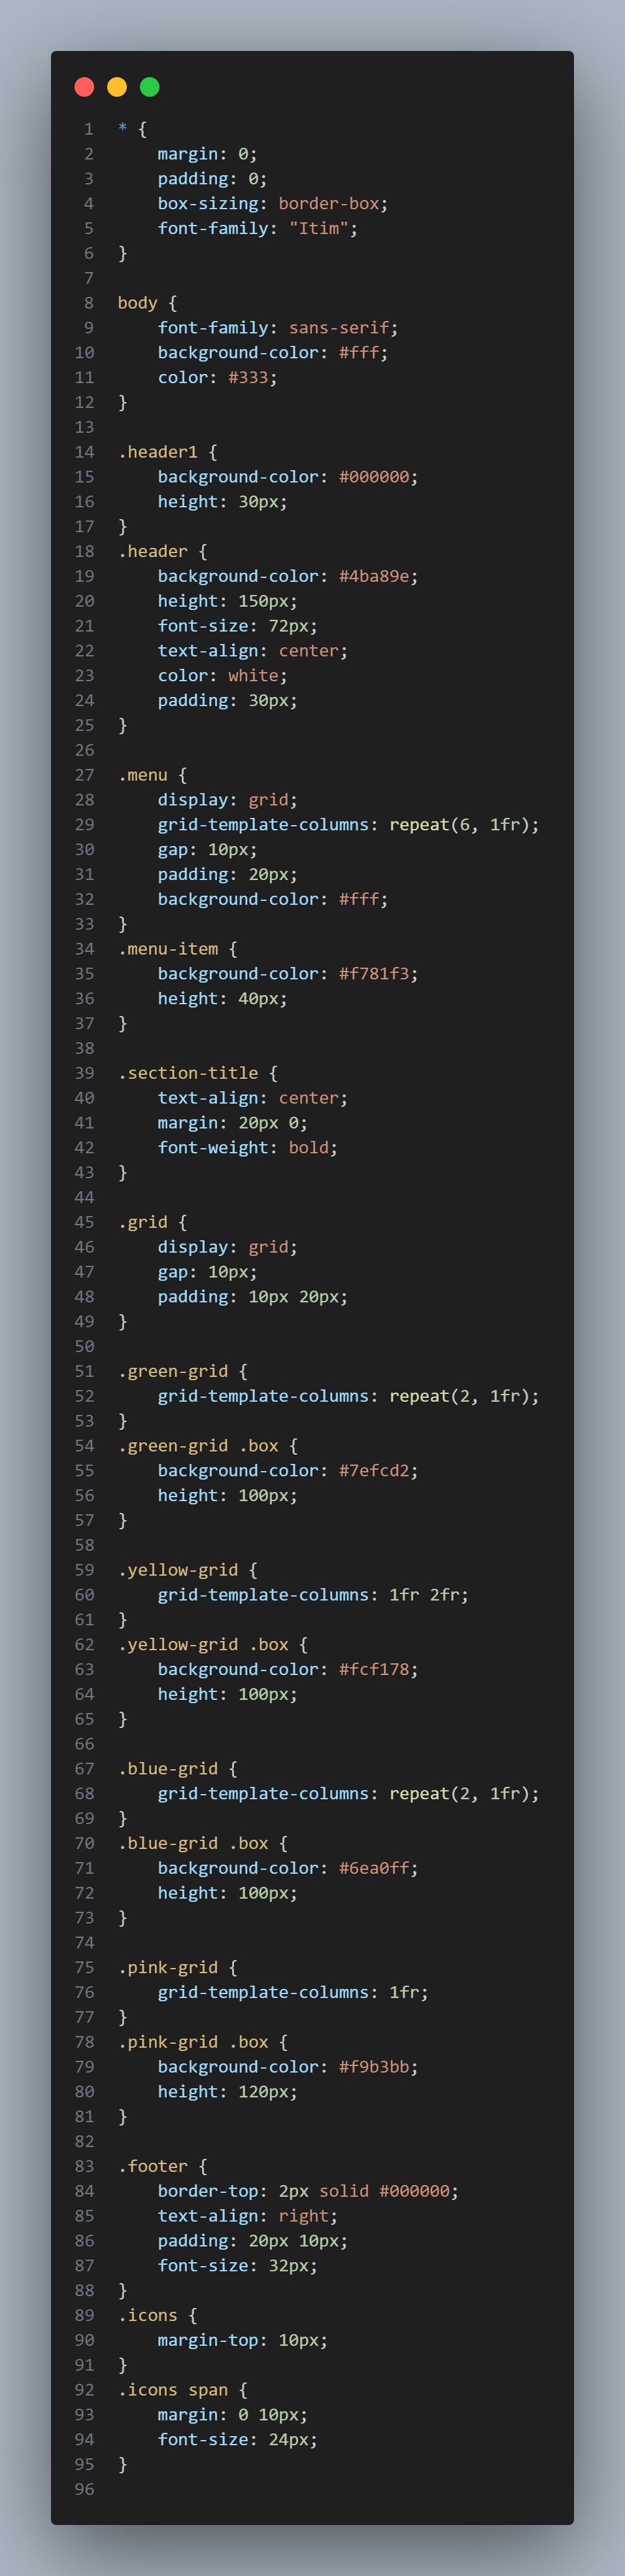 1 * {
2     margin: 0;
3     padding: 0;
4     box-sizing: border-box;
5     font-family: "Itim";
6 }
7
8 body {
9     font-family: sans-serif;
10     background-color: #fff;
11     color: #333;
12 }
13
14 .header1 {
15     background-color: #000000;
16     height: 30px;
17 }
18 .header {
19     background-color: #4ba89e;
20     height: 150px;
21     font-size: 72px;
22     text-align: center;
23     color: white;
24     padding: 30px;
25 }
26
27 .menu {
28     display: grid;
29     grid-template-columns: repeat(6, 1fr);
30     gap: 10px;
31     padding: 20px;
32     background-color: #fff;
33 }
34 .menu-item {
35     background-color: #f781f3;
36     height: 40px;
37 }
38
39 .section-title {
40     text-align: center;
41     margin: 20px 0;
42     font-weight: bold;
43 }
44
45 .grid {
46     display: grid;
47     gap: 10px;
48     padding: 10px 20px;
49 }
50
51 .green-grid {
52     grid-template-columns: repeat(2, 1fr);
53 }
54 .green-grid .box {
55     background-color: #7efcd2;
56     height: 100px;
57 }
58
59 .yellow-grid {
60     grid-template-columns: 1fr 2fr;
61 }
62 .yellow-grid .box {
63     background-color: #fcf178;
64     height: 100px;
65 }
66
67 .blue-grid {
68     grid-template-columns: repeat(2, 1fr);
69 }
70 .blue-grid .box {
71     background-color: #6ea0ff;
72     height: 100px;
73 }
74
75 .pink-grid {
76     grid-template-columns: 1fr;
77 }
78 .pink-grid .box {
79     background-color: #f9b3bb;
80     height: 120px;
81 }
82
83 .footer {
84     border-top: 2px solid #000000;
85     text-align: right;
86     padding: 20px 10px;
87     font-size: 32px;
88 }
89 .icons {
90     margin-top: 10px;
91 }
92 .icons span {
93     margin: 0 10px;
94     font-size: 24px;
95 }
96